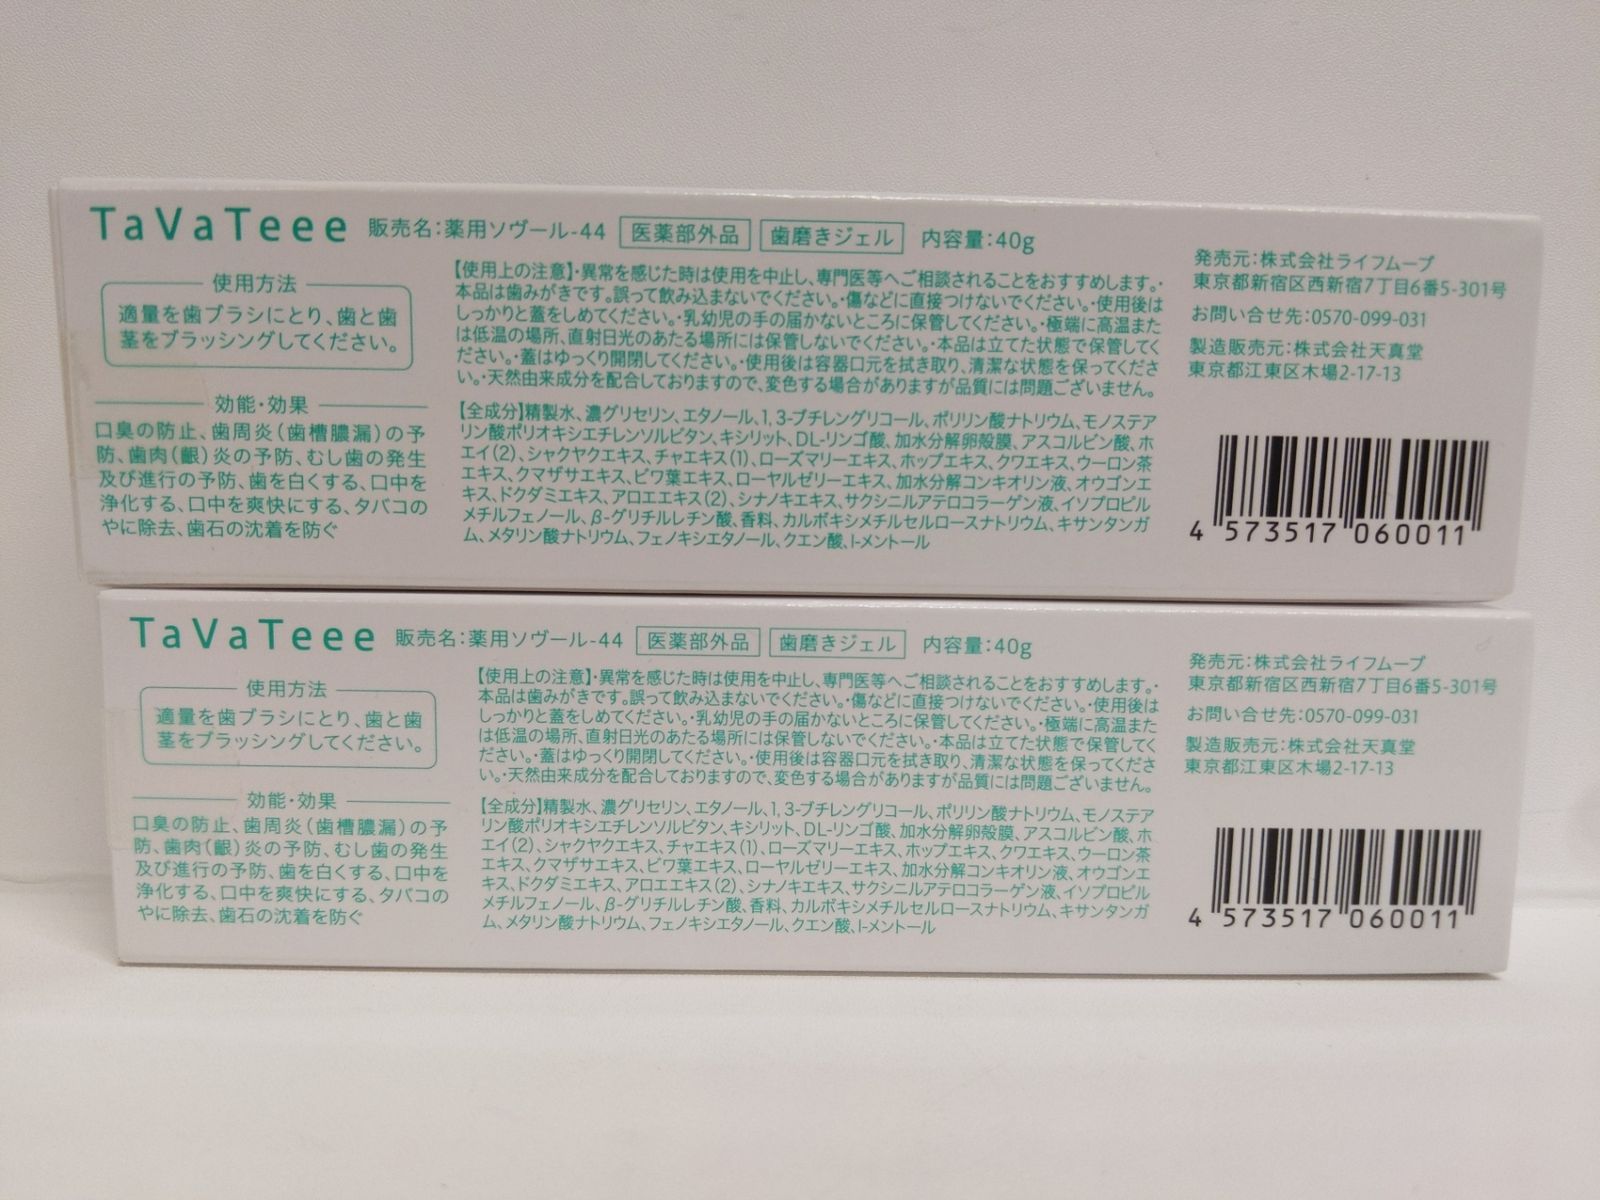 TaVaTeee 販売名:薬用ソヴール-44 医薬部外品 歯磨きジェル 内容量:40g
使用方法
適量を歯ブラシにとり、歯と歯
茎をブラッシングしてください。
効能・効果
口臭の防止、歯周炎(歯槽膿漏)の予
防、歯肉(齦)炎の予防、むし歯の発生
及び進行の予防、歯を白くする、口中を
浄化する、口中を爽快にする、タバコの
やに除去、歯石の沈着を防ぐ
【使用上の注意】・異常を感じた時は使用を中止し、専門医等へご相談されることをおすすめします。・
本品は歯みがきです。誤って飲み込まないでください。・傷などに直接つけないでください。・使用後は
しっかりと蓋をしめてください。・乳幼児の手の届かないところに保管してください。・極端に高温また
は低温の場所、直射日光のあたる場所には保管しないでください。・本品は立てた状態で保管してく
ださい。・蓋はゆっくり開閉してください。・使用後は容器口元を拭き取り、清潔な状態を保ってくださ
い。・天然由来成分を配合しておりますので、変色する場合がありますが品質には問題ございません。
【全成分】精製水、濃グリセリン、エタノール、1,3-ブチレングリコール、ポリリン酸ナトリウム、モノステア
リン酸ポリオキシエチレンソルビタン、キシリット、DL-リンゴ酸、加水分解卵殻膜、アスコルビン酸、ホ
エイ(2)、シャクヤクエキス、チャエキス(1)、ローズマリーエキス、ホップエキス、クワエキス、ウーロン茶
エキス、クマザサエキス、ビワ葉エキス、ローヤルゼリーエキス、加水分解コンキオリン液、オウゴンエ
キス、ドクダミエキス、アロエエキス(2)、シナノキエキス、サクシニルアテロコラーゲン液、イソプロピル
メチルフェノール、β-グリチルレチン酸、香料、カルボキシメチルセルロースナトリウム、キサンタンガ
ム、メタリン酸ナトリウム、フェノキシエタノール、クエン酸、l-メントール
発売元:株式会社ライフムーブ
東京都新宿区西新宿7丁目6番5-301号
お問い合せ先:0570-099-031
製造販売元:株式会社天真堂
東京都江東区木場2-17-13
4 573517 060011
TaVaTeee 販売名:薬用ソヴール-44 医薬部外品 歯磨きジェル 内容量:40g
使用方法
適量を歯ブラシにとり、歯と歯
茎をブラッシングしてください。
効能・効果
口臭の防止、歯周炎(歯槽膿漏)の予
防、歯肉(齦)炎の予防、むし歯の発生
及び進行の予防、歯を白くする、口中を
浄化する、口中を爽快にする、タバコの
やに除去、歯石の沈着を防ぐ
【使用上の注意】・異常を感じた時は使用を中止し、専門医等へご相談されることをおすすめします。・
本品は歯みがきです。誤って飲み込まないでください。・傷などに直接つけないでください。・使用後は
しっかりと蓋をしめてください。・乳幼児の手の届かないところに保管してください。・極端に高温また
は低温の場所、直射日光のあたる場所には保管しないでください。・本品は立てた状態で保管してく
ださい。・蓋はゆっくり開閉してください。・使用後は容器口元を拭き取り、清潔な状態を保ってくださ
い。・天然由来成分を配合しておりますので、変色する場合がありますが品質には問題ございません。
【全成分】精製水、濃グリセリン、エタノール、1,3-ブチレングリコール、ポリリン酸ナトリウム、モノステア
リン酸ポリオキシエチレンソルビタン、キシリット、DL-リンゴ酸、加水分解卵殻膜、アスコルビン酸、ホ
エイ(2)、シャクヤクエキス、チャエキス(1)、ローズマリーエキス、ホップエキス、クワエキス、ウーロン茶
エキス、クマザサエキス、ビワ葉エキス、ローヤルゼリーエキス、加水分解コンキオリン液、オウゴンエ
キス、ドクダミエキス、アロエエキス(2)、シナノキエキス、サクシニルアテロコラーゲン液、イソプロピル
メチルフェノール、β-グリチルレチン酸、香料、カルボキシメチルセルロースナトリウム、キサンタンガ
ム、メタリン酸ナトリウム、フェノキシエタノール、クエン酸、l-メントール
発売元:株式会社ライフムーブ
東京都新宿区西新宿7丁目6番5-301号
お問い合せ先:0570-099-031
製造販売元:株式会社天真堂
東京都江東区木場2-17-13
4 573517 060011